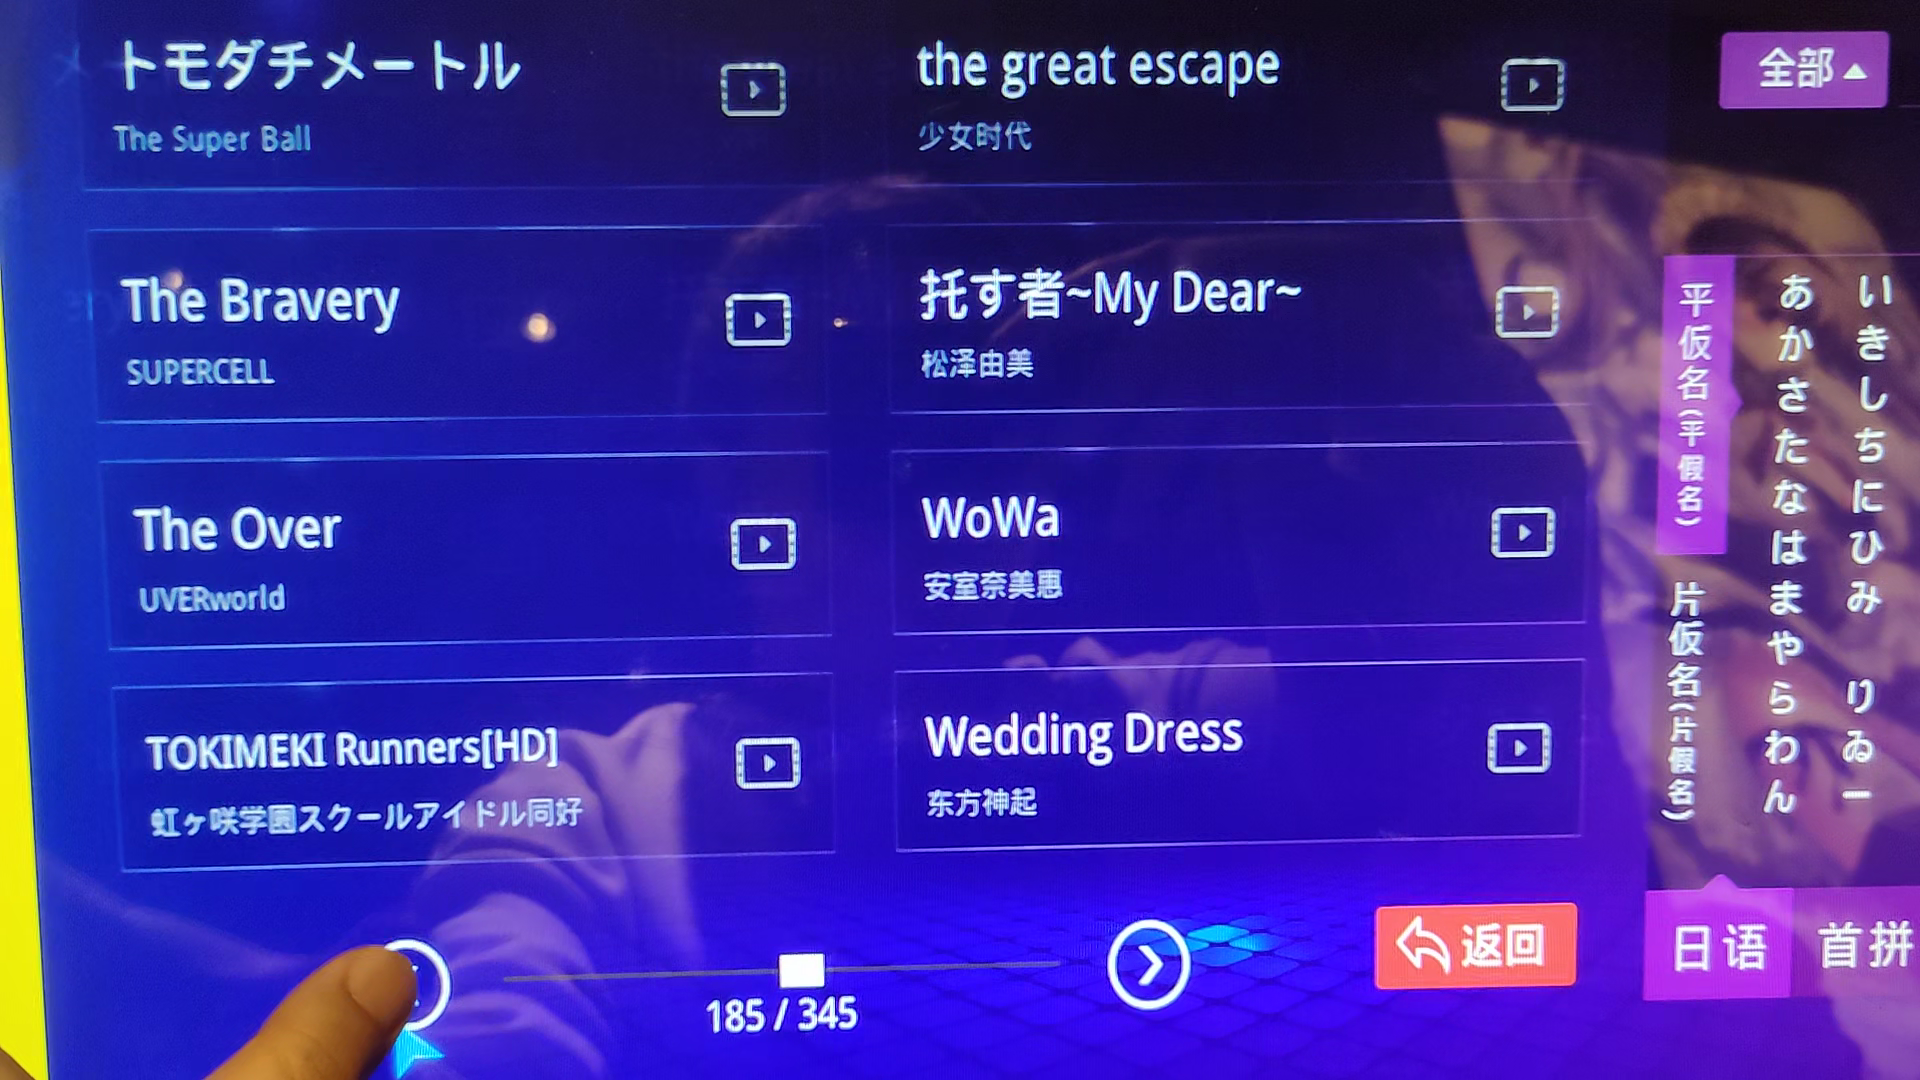 トモダチメートル
The Super Ball
the great escape
少女时代
The Bravery
SUPERCELL
托す者~My Dear~
松泽由美
The Over
UVERworld
WoWa
安室奈美惠
TOKIMEKI Runners[HD]
虹ヶ咲学園スクールアイドル同好
Wedding Dress
东方神起
185 / 345
返回
全部
平仮名(平假名)
片仮名(片假名)
あかさたなはまやらわん
いきしちにひみ りゐー
日语
首拼